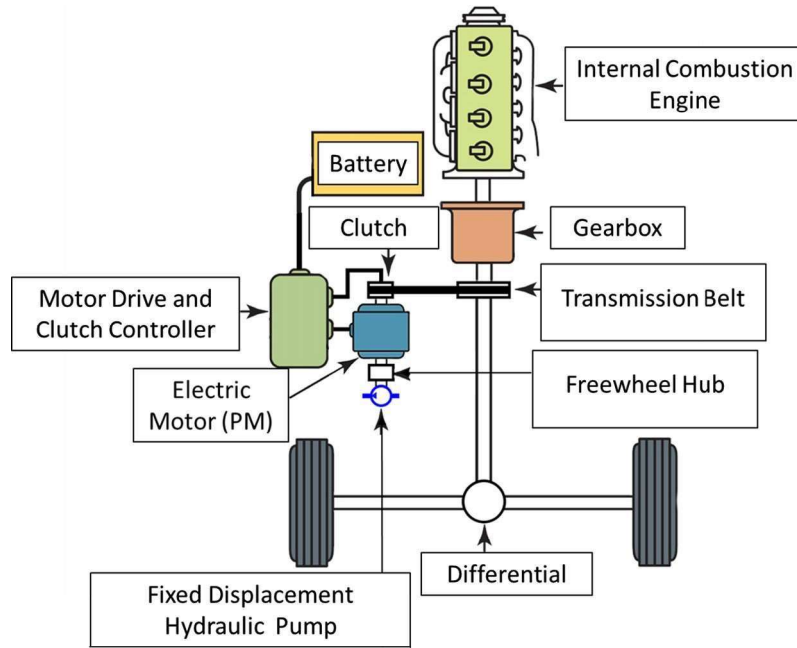 Internal Combustion
Engine
Battery
Clutch
Gearbox
Motor Drive and
Clutch Controller
Transmission Belt
Electric
Motor (PM)
Freewheel Hub
Differential
Fixed Displacement
Hydraulic Pump